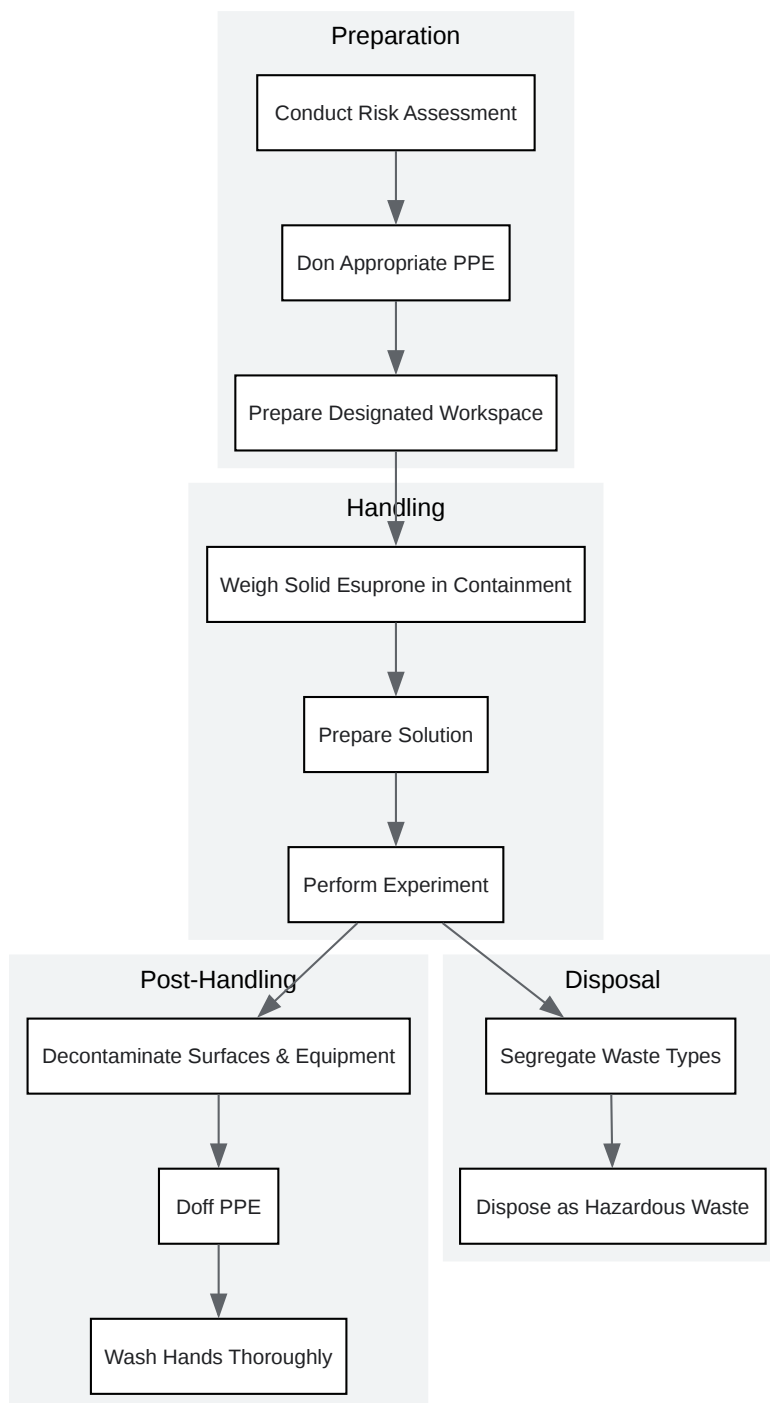 Preparation
Conduct Risk Assessment
Don Appropriate PPE
Prepare Designated Workspace
Handling
Weigh Solid Esuprone in Containment
Prepare Solution
Perform Experiment
Post-Handling
Decontaminate Surfaces & Equipment
Doff PPE
Wash Hands Thoroughly
Disposal
Segregate Waste Types
Dispose as Hazardous Waste